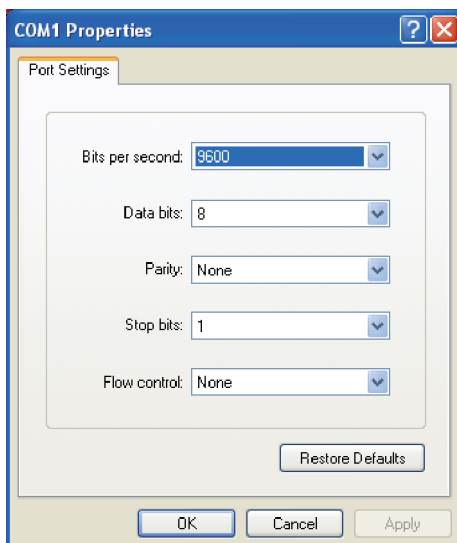 COM1 Properties
Port Settings
Bits per second: 9600
Data bits: 8
Parity: None
Stop bits: 1
Flow control: None
Restore Defaults
OK Cancel Apply